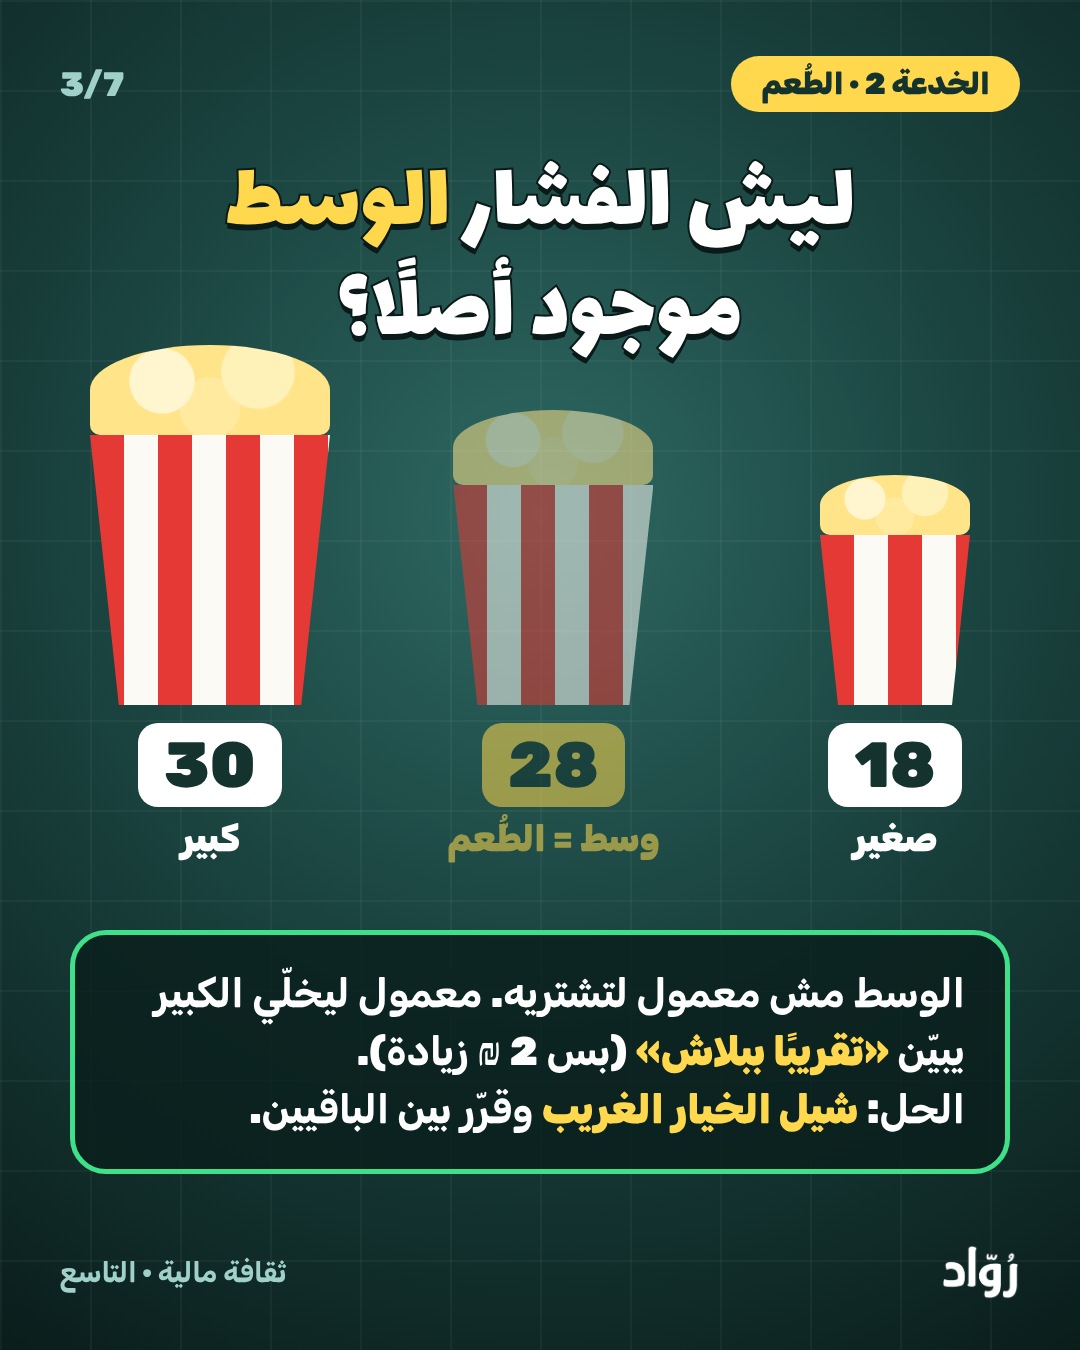 الخدعة 2 • الطُّعم
3/7
ليش الفشار الوسط
موجود أصلًا؟
18
صغير
28
وسط = الطُّعم
30
كبير
الوسط مش معمول لتشتريه. معمول ليخلّي الكبير
يبيّن «تقريبًا ببلاش» (بس 2 ₪ زيادة).
الحل: شيل الخيار الغريب وقرّر بين الباقيين.
رُوّاد
ثقافة مالية • التاسع